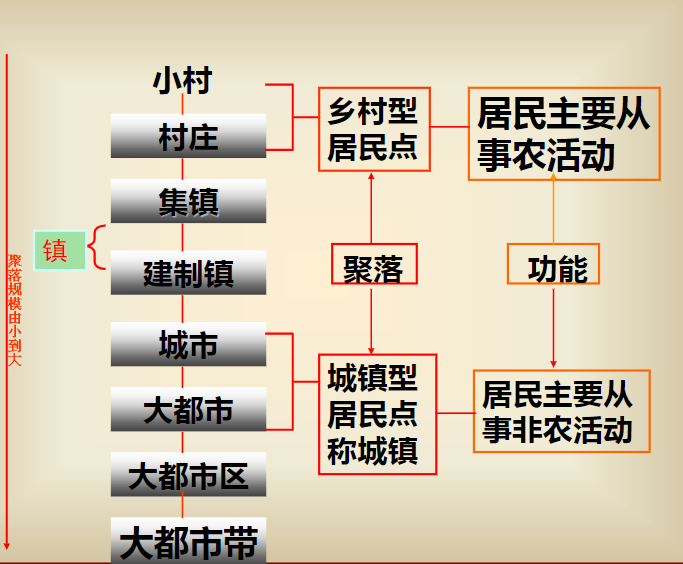 小村
村庄
集镇
镇
建制镇
城市
大都市
大都市区
大都市带
聚落规模由小到大
乡村型
居民点
聚落
城镇型
居民点
称城镇
居民主要从
事农活动
功能
居民主要从
事非农活动